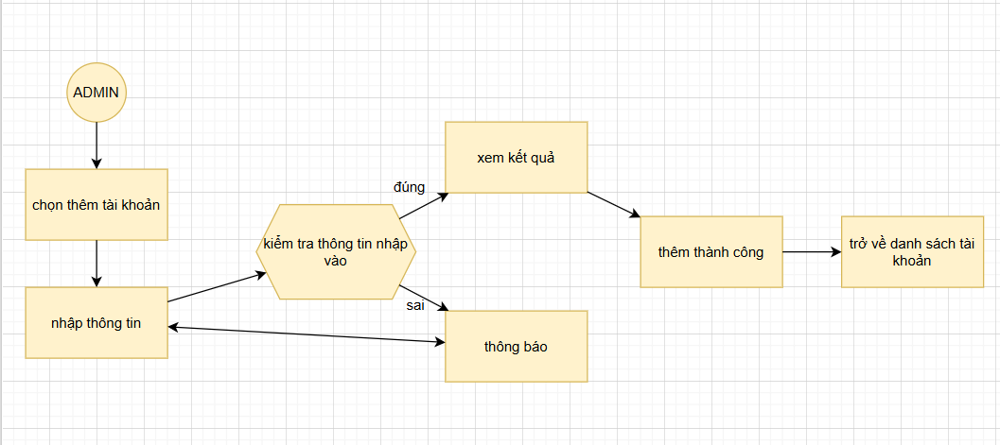 ADMIN
chọn thêm tài khoản
nhập thông tin
kiểm tra thông tin nhập
vào
đúng
sai
xem kết quả
thông báo
thêm thành công
trở về danh sách tài
khoản